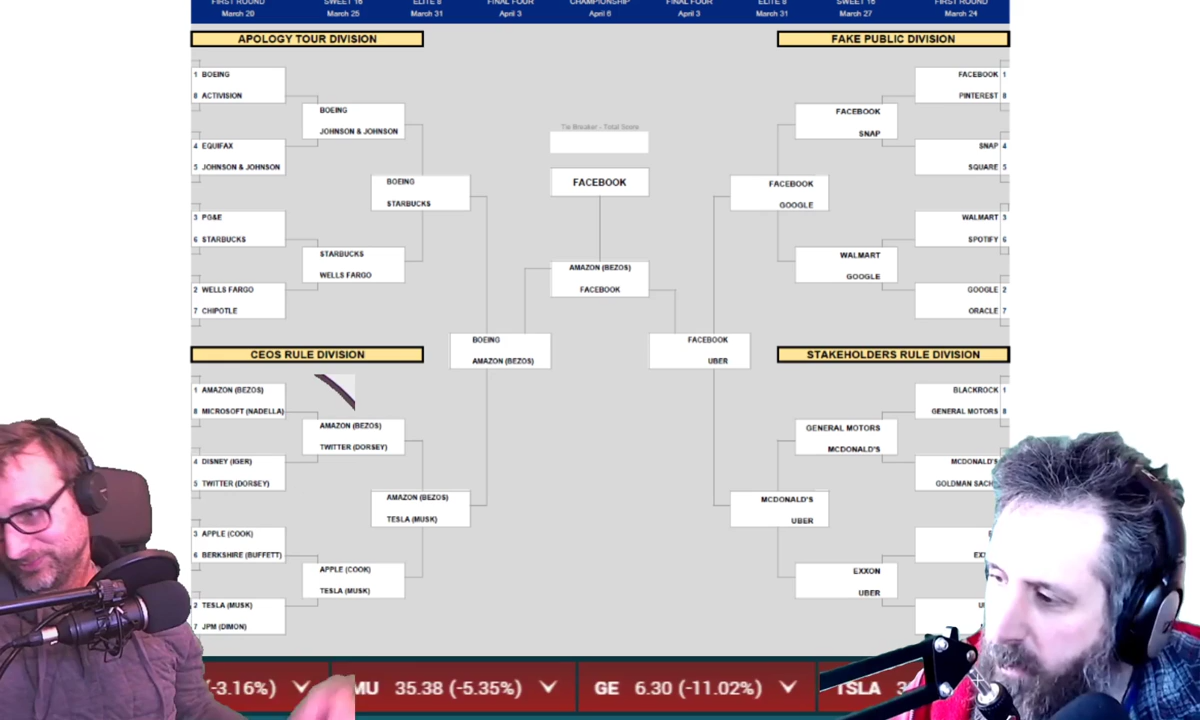 FIRST ROUND SWEET 16 ELITE 8 FINAL FOUR CHAMPIONSHIP FINAL FOUR ELITE 8 SWEET 16 FIRST ROUND
March 20 March 25 March 31 April 3 April 6 April 3 March 31 March 27 March 24
APOLOGY TOUR DIVISION
1 BOEING
8 ACTIVISION
4 EQUIFAX
5 JOHNSON & JOHNSON
3 PG&E
6 STARBUCKS
2 WELLS FARGO
7 CHIPOTLE
BOEING
JOHNSON & JOHNSON
STARBUCKS
WELLS FARGO
BOEING
STARBUCKS
CEOS RULE DIVISION
1 AMAZON (BEZOS)
8 MICROSOFT (NADELLA)
4 DISNEY (IGER)
5 TWITTER (DORSEY)
3 APPLE (COOK)
6 BERKSHIRE (BUFFETT)
2 TESLA (MUSK)
7 JPM (DIMON)
AMAZON (BEZOS)
TWITTER (DORSEY)
APPLE (COOK)
TESLA (MUSK)
AMAZON (BEZOS)
TESLA (MUSK)
BOEING
AMAZON (BEZOS)
Tie Breaker - Total Score
FACEBOOK
AMAZON (BEZOS)
FACEBOOK
FACEBOOK
UBER
FAKE PUBLIC DIVISION
FACEBOOK 1
PINTEREST 8
SNAP 4
SQUARE 5
WALMART 3
SPOTIFY 6
GOOGLE 2
ORACLE 7
FACEBOOK
SNAP
WALMART
GOOGLE
FACEBOOK
GOOGLE
STAKEHOLDERS RULE DIVISION
BLACKROCK 1
GENERAL MOTORS 8
MCDONALD'S
GOLDMAN SACH
EX
U
GENERAL MOTORS
MCDONALD'S
EXXON
UBER
MCDONALD'S
UBER
(-3.16%) MU 35.38 (-5.35%) GE 6.30 (-11.02%) TSLA